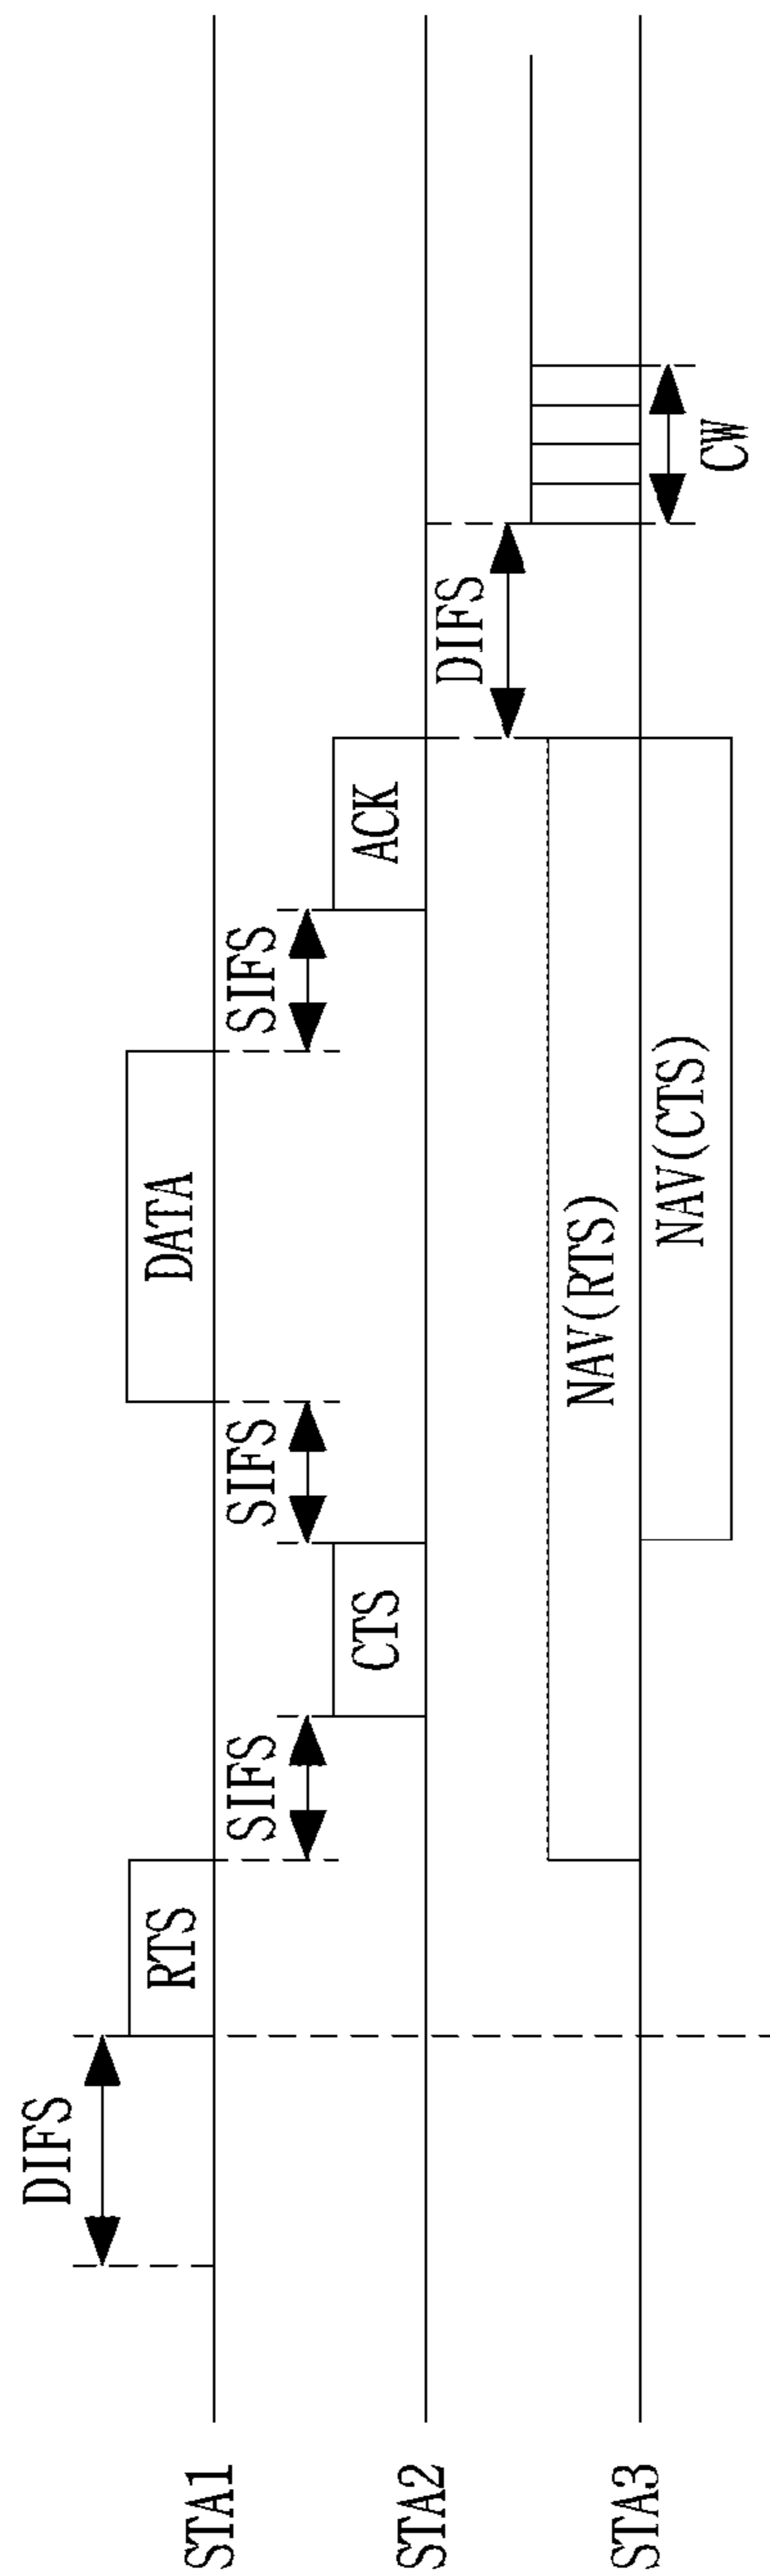 DIFS
RTS
DATA
STA1
SIFS
SIFS
SIFS
CTS
ACK
STA2
DIFS
NAV(RTS)
STA3
NAV(CTS)
CW